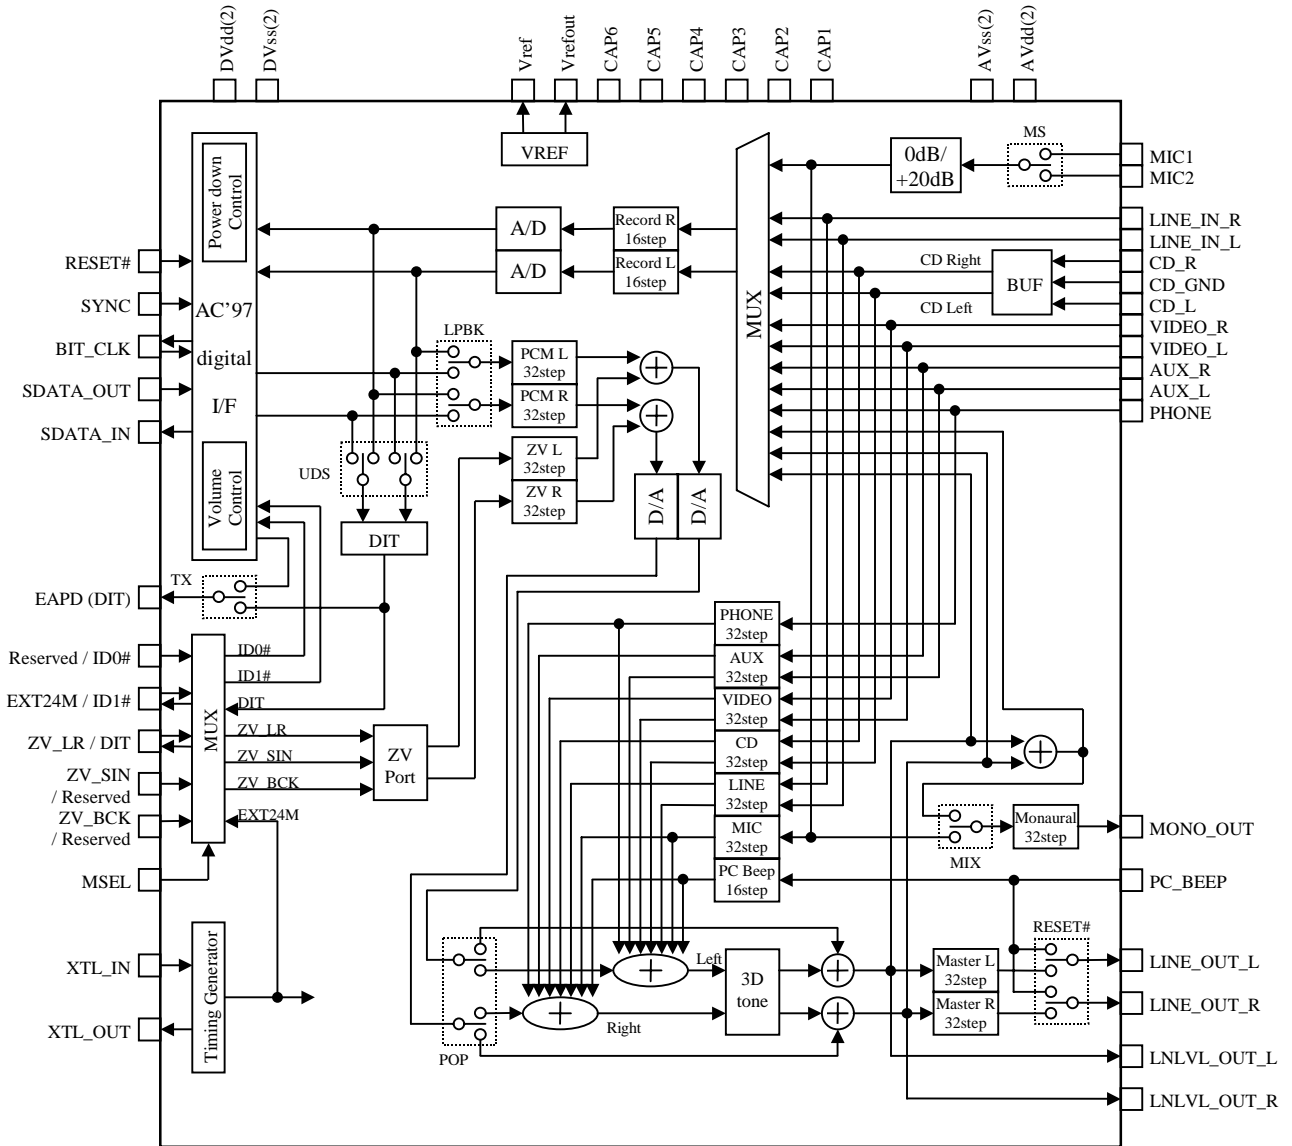 DVdd(2)
DVss(2)
Vref
Vrefout
CAP6
CAP5
CAP4
CAP3
CAP2
CAP1
AVss(2)
AVdd(2)
VREF
MS
0dB/
+20dB
MIC1
MIC2
Power down
Control
A/D
Record R
16step
LINE_IN_R
LINE_IN_L
RESET#
A/D
Record L
16step
CD Right
CD Left
BUF
CD_R
CD_GND
CD_L
SYNC
AC'97
digital
I/F
MUX
VIDEO_R
VIDEO_L
BIT_CLK
LPBK
PCM L
32step
AUX_R
AUX_L
SDATA_OUT
PCM R
32step
PHONE
SDATA_IN
ZV L
32step
UDS
ZV R
32step
Volume
Control
D/A
D/A
DIT
TX
EAPD (DIT)
PHONE
32step
Reserved / ID0#
ID0#
AUX
32step
ID1#
EXT24M / ID1#
DIT
VIDEO
32step
MUX
ZV_LR / DIT
ZV_LR
CD
32step
ZV_SIN
ZV
Port
ZV_SIN
/ Reserved
ZV_BCK
LINE
32step
ZV_BCK
/ Reserved
EXT24M
MIC
32step
Monaural
32step
MONO_OUT
MIX
MSEL
PC Beep
16step
PC_BEEP
RESET#
Timing Generator
XTL_IN
Left
3D
tone
Master L
32step
LINE_OUT_L
XTL_OUT
Right
Master R
32step
LINE_OUT_R
POP
LNLVL_OUT_L
LNLVL_OUT_R